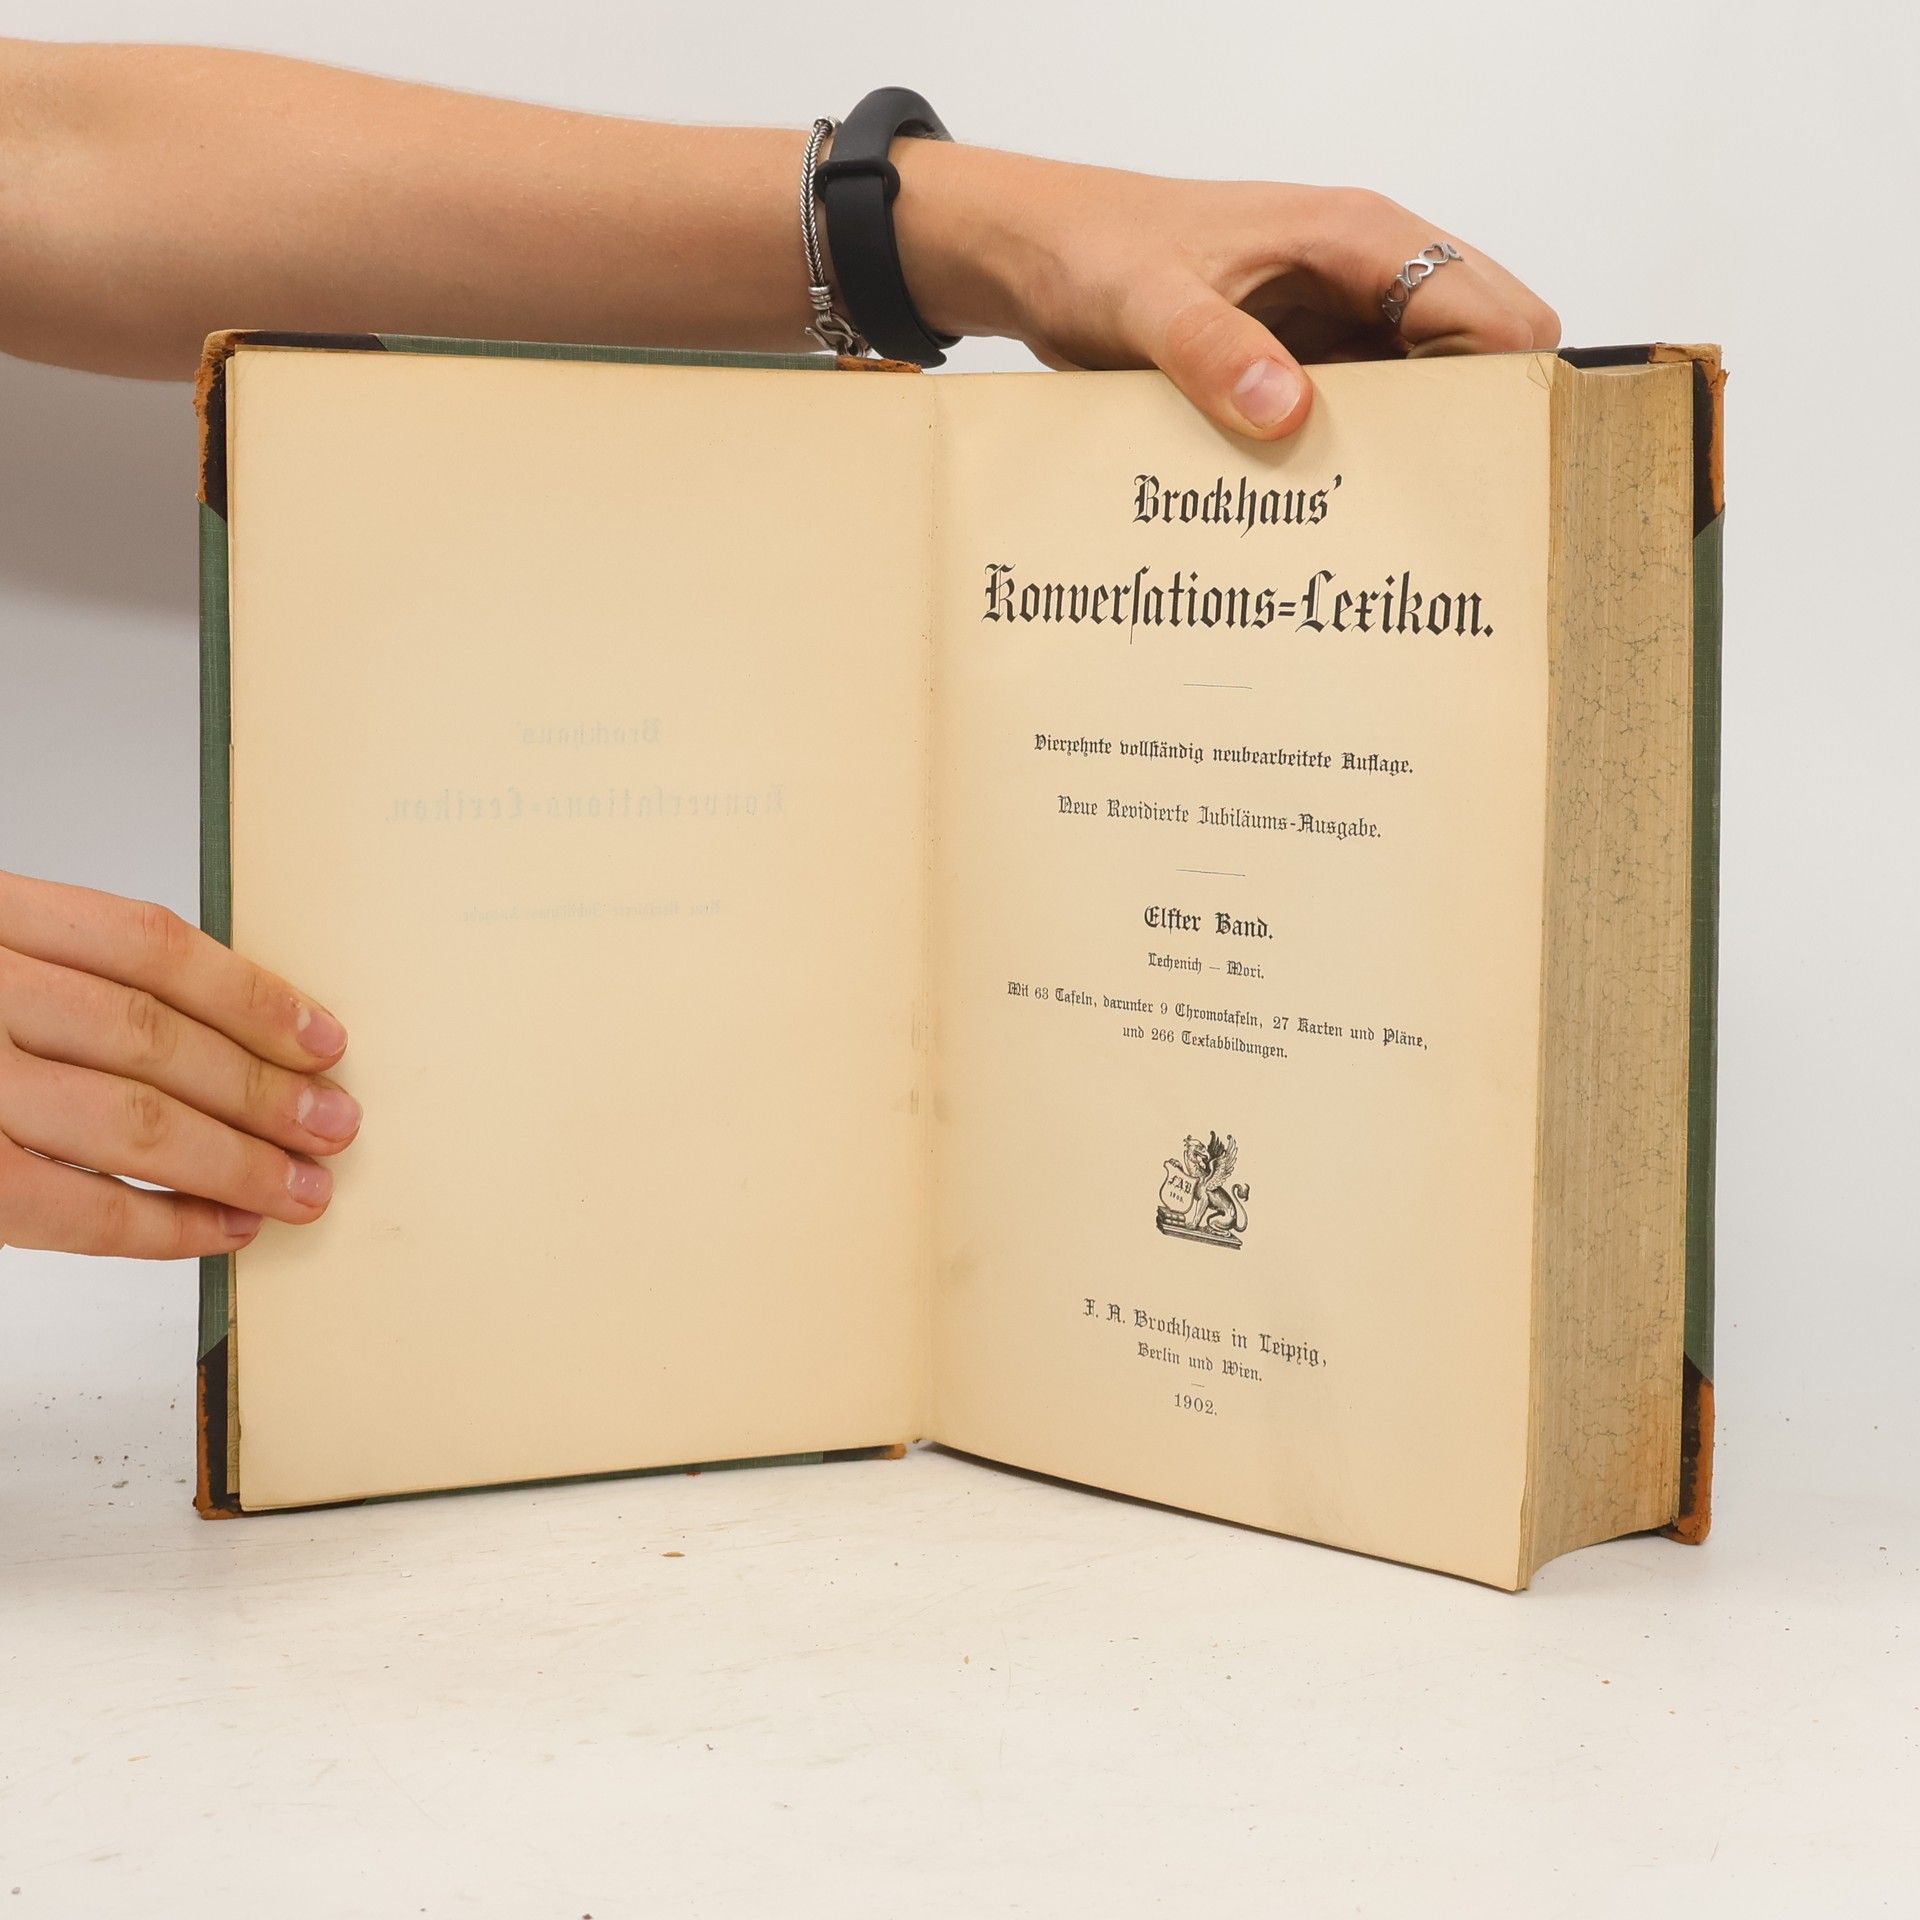 Brockhaus'
Konverſations-Lexikon.
Vierzehnte vollſtändig neubearbeitete Auflage.
Neue Revidierte Jubiläums-Ausgabe.
Elfter Band.
Lechenich — Mori.
Mit 63 Tafeln, darunter 9 Chromotafeln, 27 Karten und Pläne,
und 266 Textabbildungen.
F.A.B
F. A. Brockhaus in Leipzig,
Berlin und Wien.
1902.